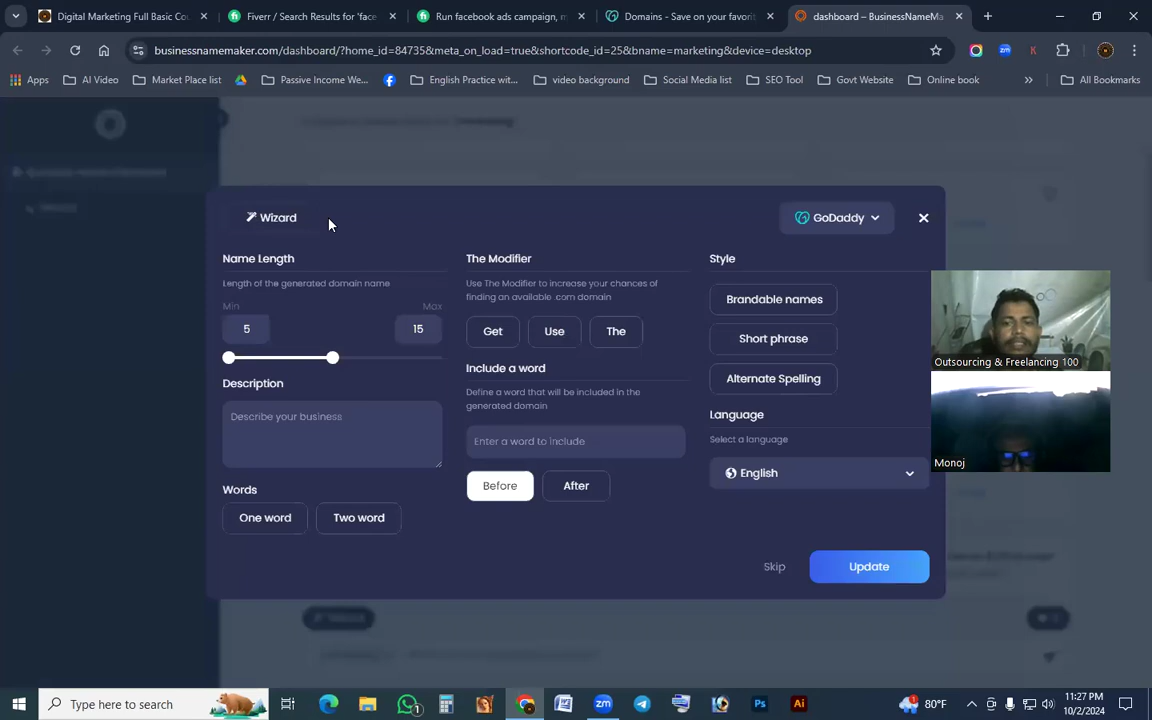 Digital Marketing Full Basic Co
Fiverr / Search Results for 'face
Run facebook ads campaign, m
Domains - Save on your favorit
dashboard – BusinessNameMa
businessnamemaker.com/dashboard/?home_id=84735&meta_on_load=true&shortcode_id=25&bname=marketing&device=desktop
Apps
AI Video
Market Place list
Passive Income We...
English Practice wit...
video background
Social Media list
SEO Tool
Govt Website
Online book
All Bookmarks
Wizard
GoDaddy
Name Length
Length of the generated domain name
Min
Max
5
15
Description
Describe your business
Words
One word
Two word
The Modifier
Use The Modifier to increase your chances of
finding an available .com domain
Get
Use
The
Include a word
Define a word that will be included in the
generated domain
Enter a word to include
Before
After
Style
Brandable names
Short phrase
Alternate Spelling
Language
Select a language
English
Skip
Update
Outsourcing & Freelancing 100
Monoj
Type here to search
1
80°F
11:27 PM
10/2/2024